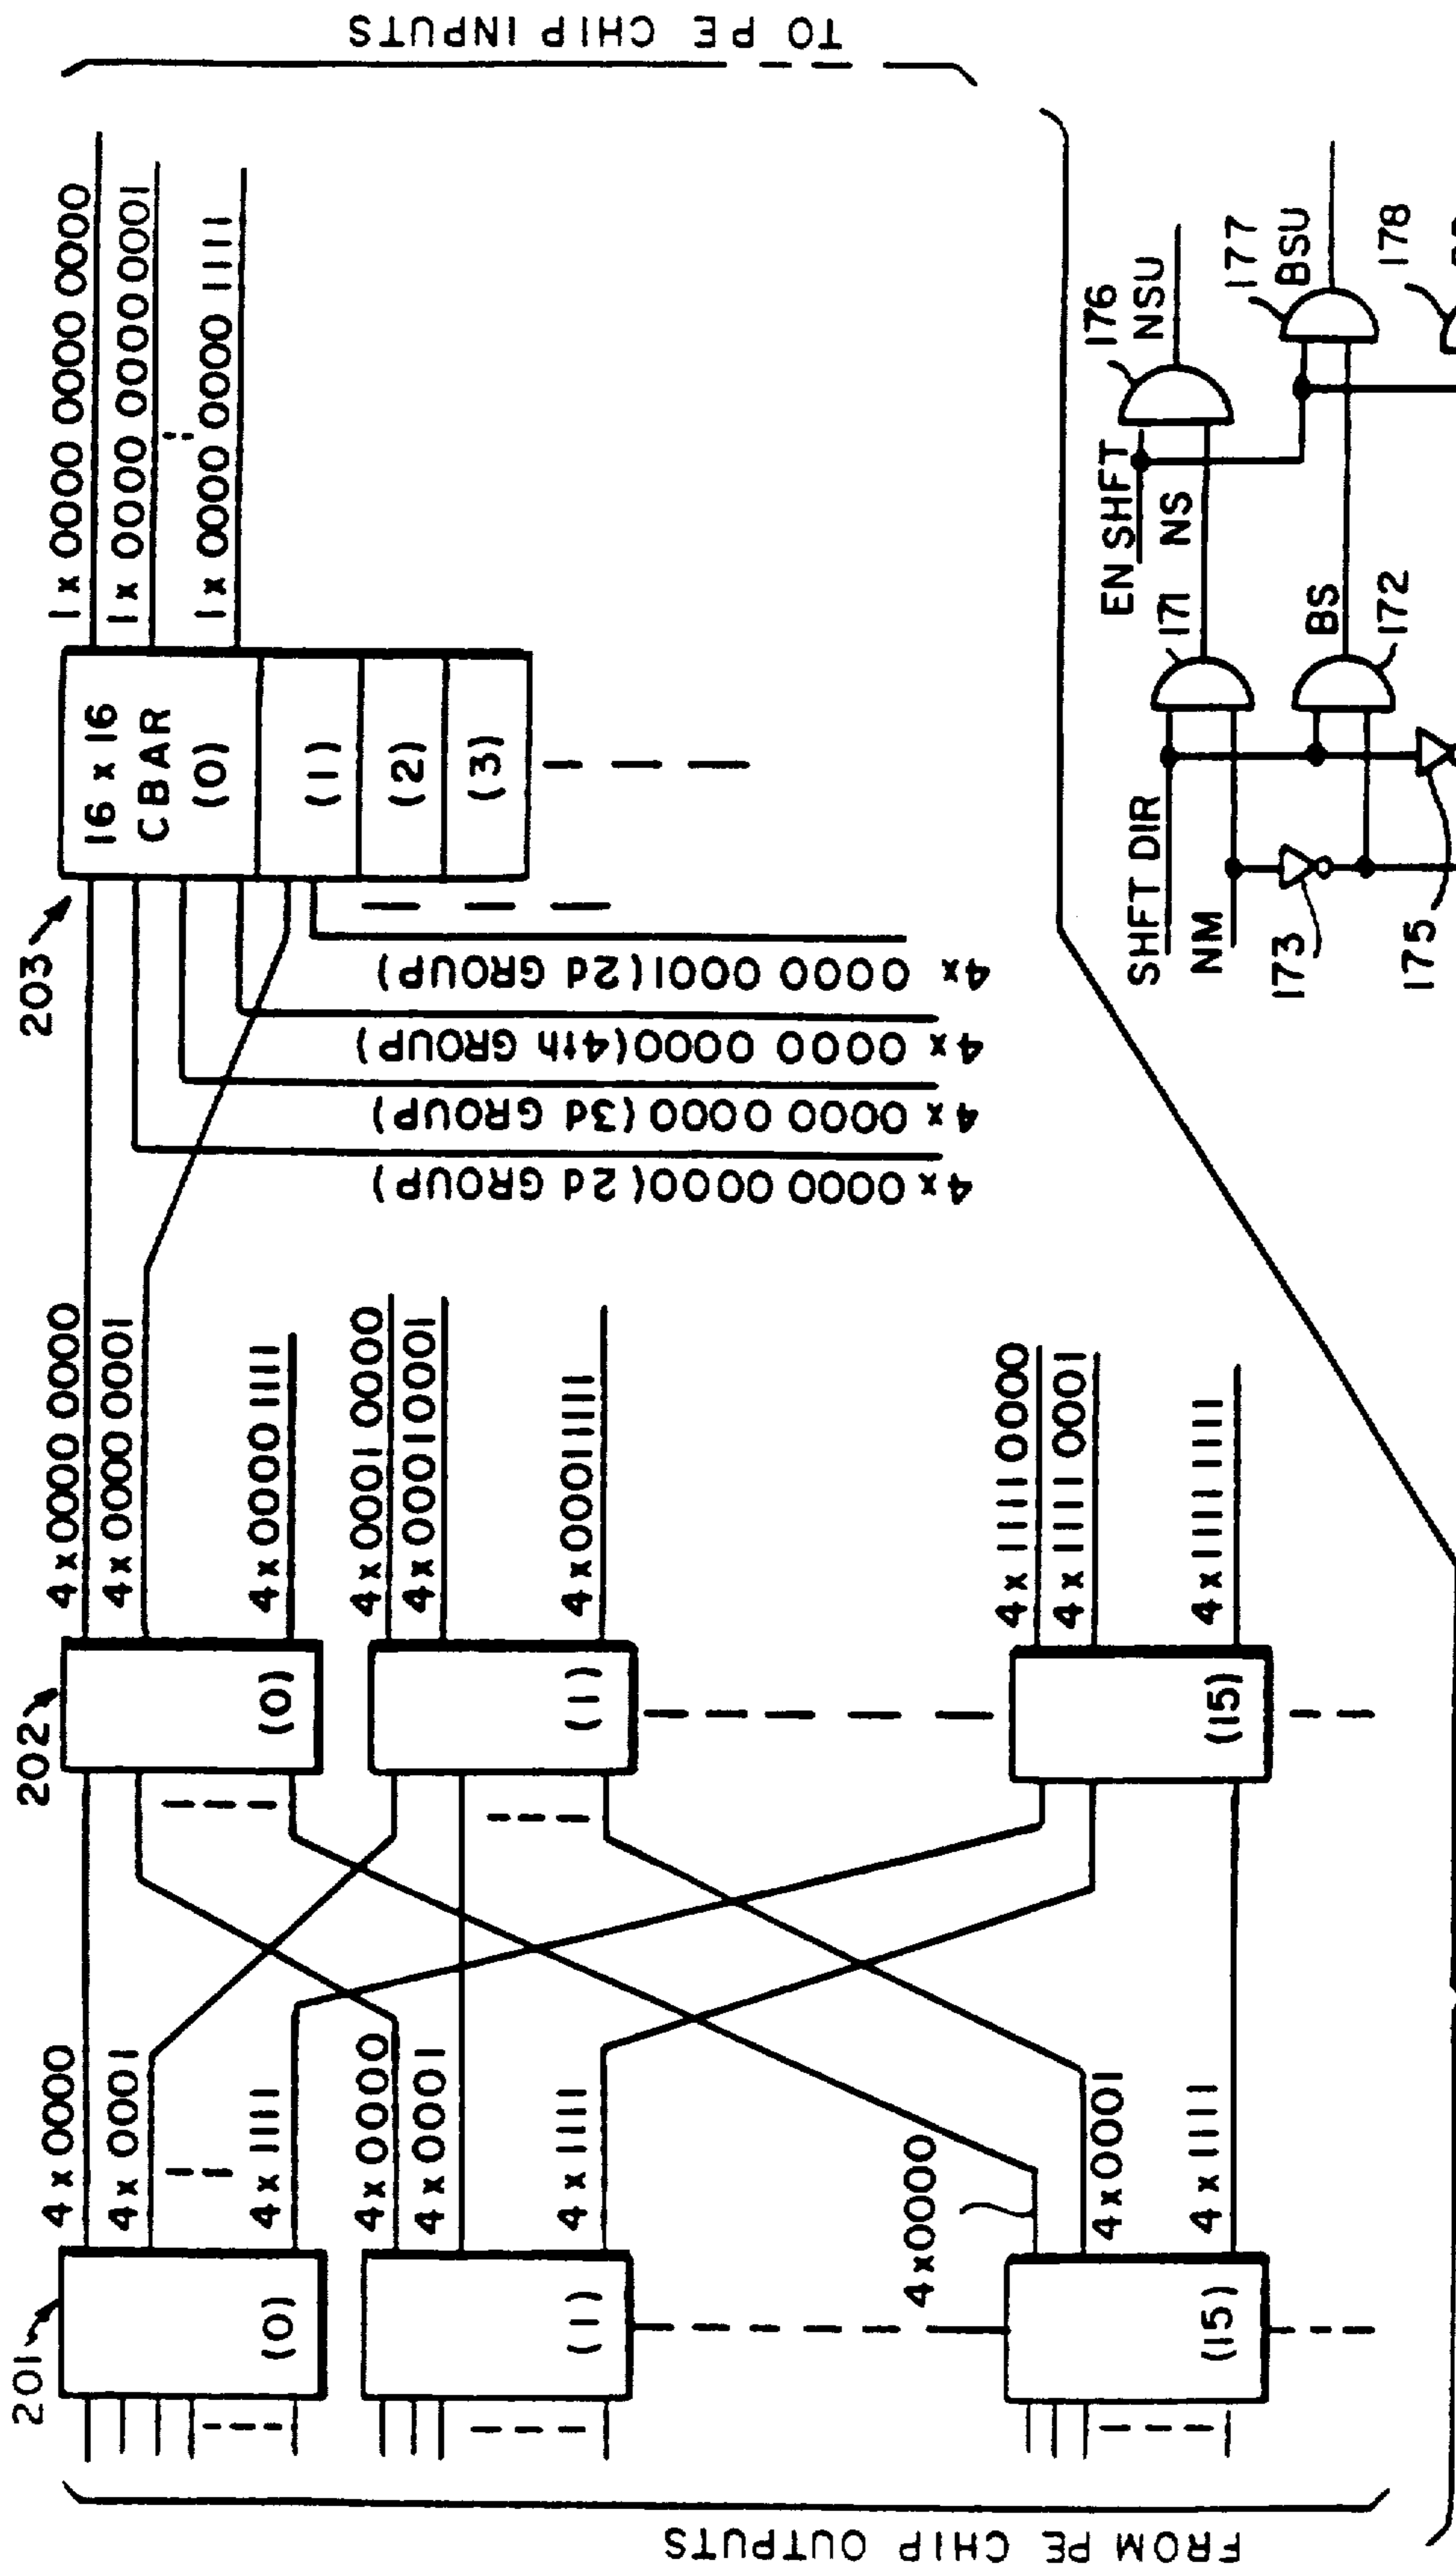 FROM PE CHIP OUTPUTS
201
(0)
(1)
(15)
4 x 0000
4 x 0001
4 x 1111
4 x 0000
4 x 0001
4 x 1111
4 x 0000
4 x 0001
4 x 1111
202
(0)
(1)
(15)
4 x 0000 0000
4 x 0000 0001
4 x 0000 1111
4 x 0001 0000
4 x 0001 0001
4 x 0001 1111
4 x 1111 0000
4 x 1111 0001
4 x 1111 1111
4 x 0000 0000 (2d GROUP)
4 x 0000 0000 (3d GROUP)
4 x 0000 0000 (4th GROUP)
4 x 0000 0001 (2d GROUP)
203
16 x 16
CBAR
(0)
(1)
(2)
(3)
1 x 0000 0000 0000
1 x 0000 0000 0001
1 x 0000 0000 1111
TO PE CHIP INPUTS
SHFT DIR
NM
173
175
171
NS
BS
172
EN SHFT
176
NSU
177
BSU
178